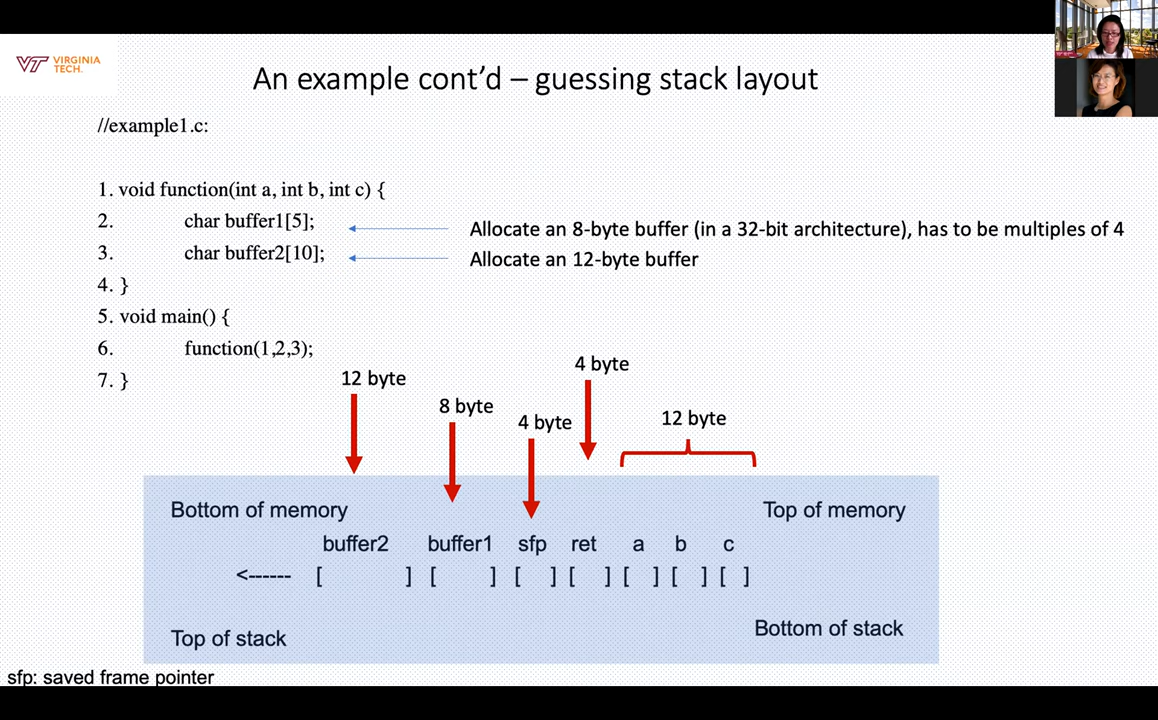 VT VIRGINIA
TECH.
An example cont'd – guessing stack layout
//example1.c:
1. void function(int a, int b, int c) {
2. char buffer1[5];
Allocate an 8-byte buffer (in a 32-bit architecture), has to be multiples of 4
3. char buffer2[10];
Allocate an 12-byte buffer
4. }
5. void main() {
6. function(1,2,3);
7. }
12 byte
8 byte
4 byte
4 byte
12 byte
Bottom of memory Top of memory
buffer2 buffer1 sfp ret a b c
<------ [ ] [ ] [ ] [ ] [ ] [ ] [ ]
Top of stack Bottom of stack
sfp: saved frame pointer